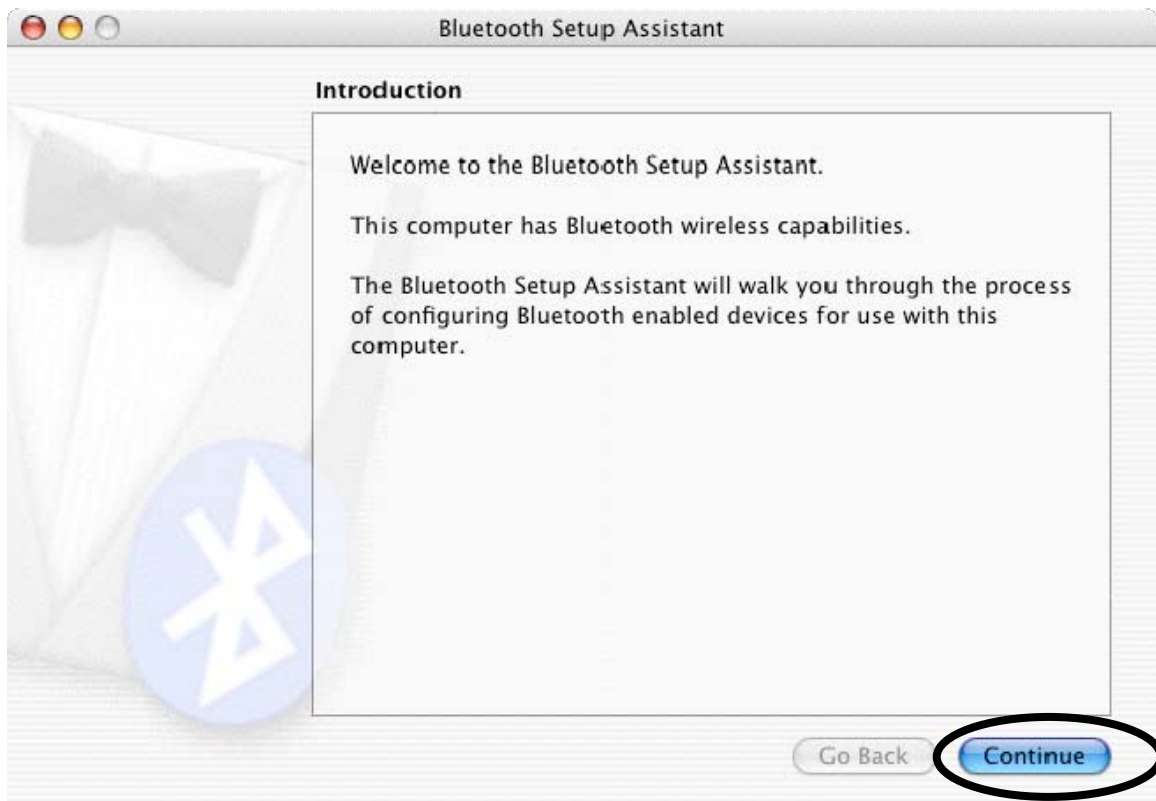 Bluetooth Setup Assistant
Introduction
Welcome to the Bluetooth Setup Assistant.
This computer has Bluetooth wireless capabilities.
The Bluetooth Setup Assistant will walk you through the process
of configuring Bluetooth enabled devices for use with this
computer.
Go Back
Continue